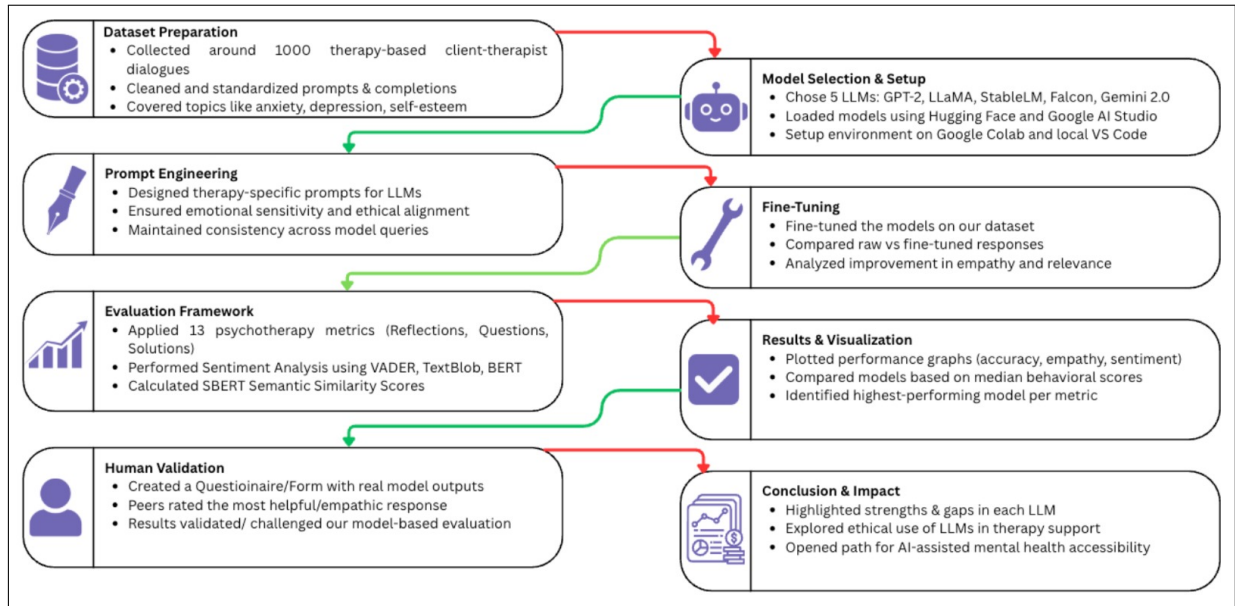 Dataset Preparation
• Collected around 1000 therapy-based client-therapist
dialogues
• Cleaned and standardized prompts & completions
• Covered topics like anxiety, depression, self-esteem
Model Selection & Setup
• Chose 5 LLMs: GPT-2, LLaMA, StableLM, Falcon, Gemini 2.0
• Loaded models using Hugging Face and Google AI Studio
• Setup environment on Google Colab and local VS Code
Prompt Engineering
• Designed therapy-specific prompts for LLMs
• Ensured emotional sensitivity and ethical alignment
• Maintained consistency across model queries
Fine-Tuning
• Fine-tuned the models on our dataset
• Compared raw vs fine-tuned responses
• Analyzed improvement in empathy and relevance
Evaluation Framework
• Applied 13 psychotherapy metrics (Reflections, Questions,
Solutions)
• Performed Sentiment Analysis using VADER, TextBlob, BERT
• Calculated SBERT Semantic Similarity Scores
Results & Visualization
• Plotted performance graphs (accuracy, empathy, sentiment)
• Compared models based on median behavioral scores
• Identified highest-performing model per metric
Human Validation
• Created a Questioinaire/Form with real model outputs
• Peers rated the most helpful/empathic response
• Results validated/ challenged our model-based evaluation
Conclusion & Impact
• Highlighted strengths & gaps in each LLM
• Explored ethical use of LLMs in therapy support
• Opened path for AI-assisted mental health accessibility